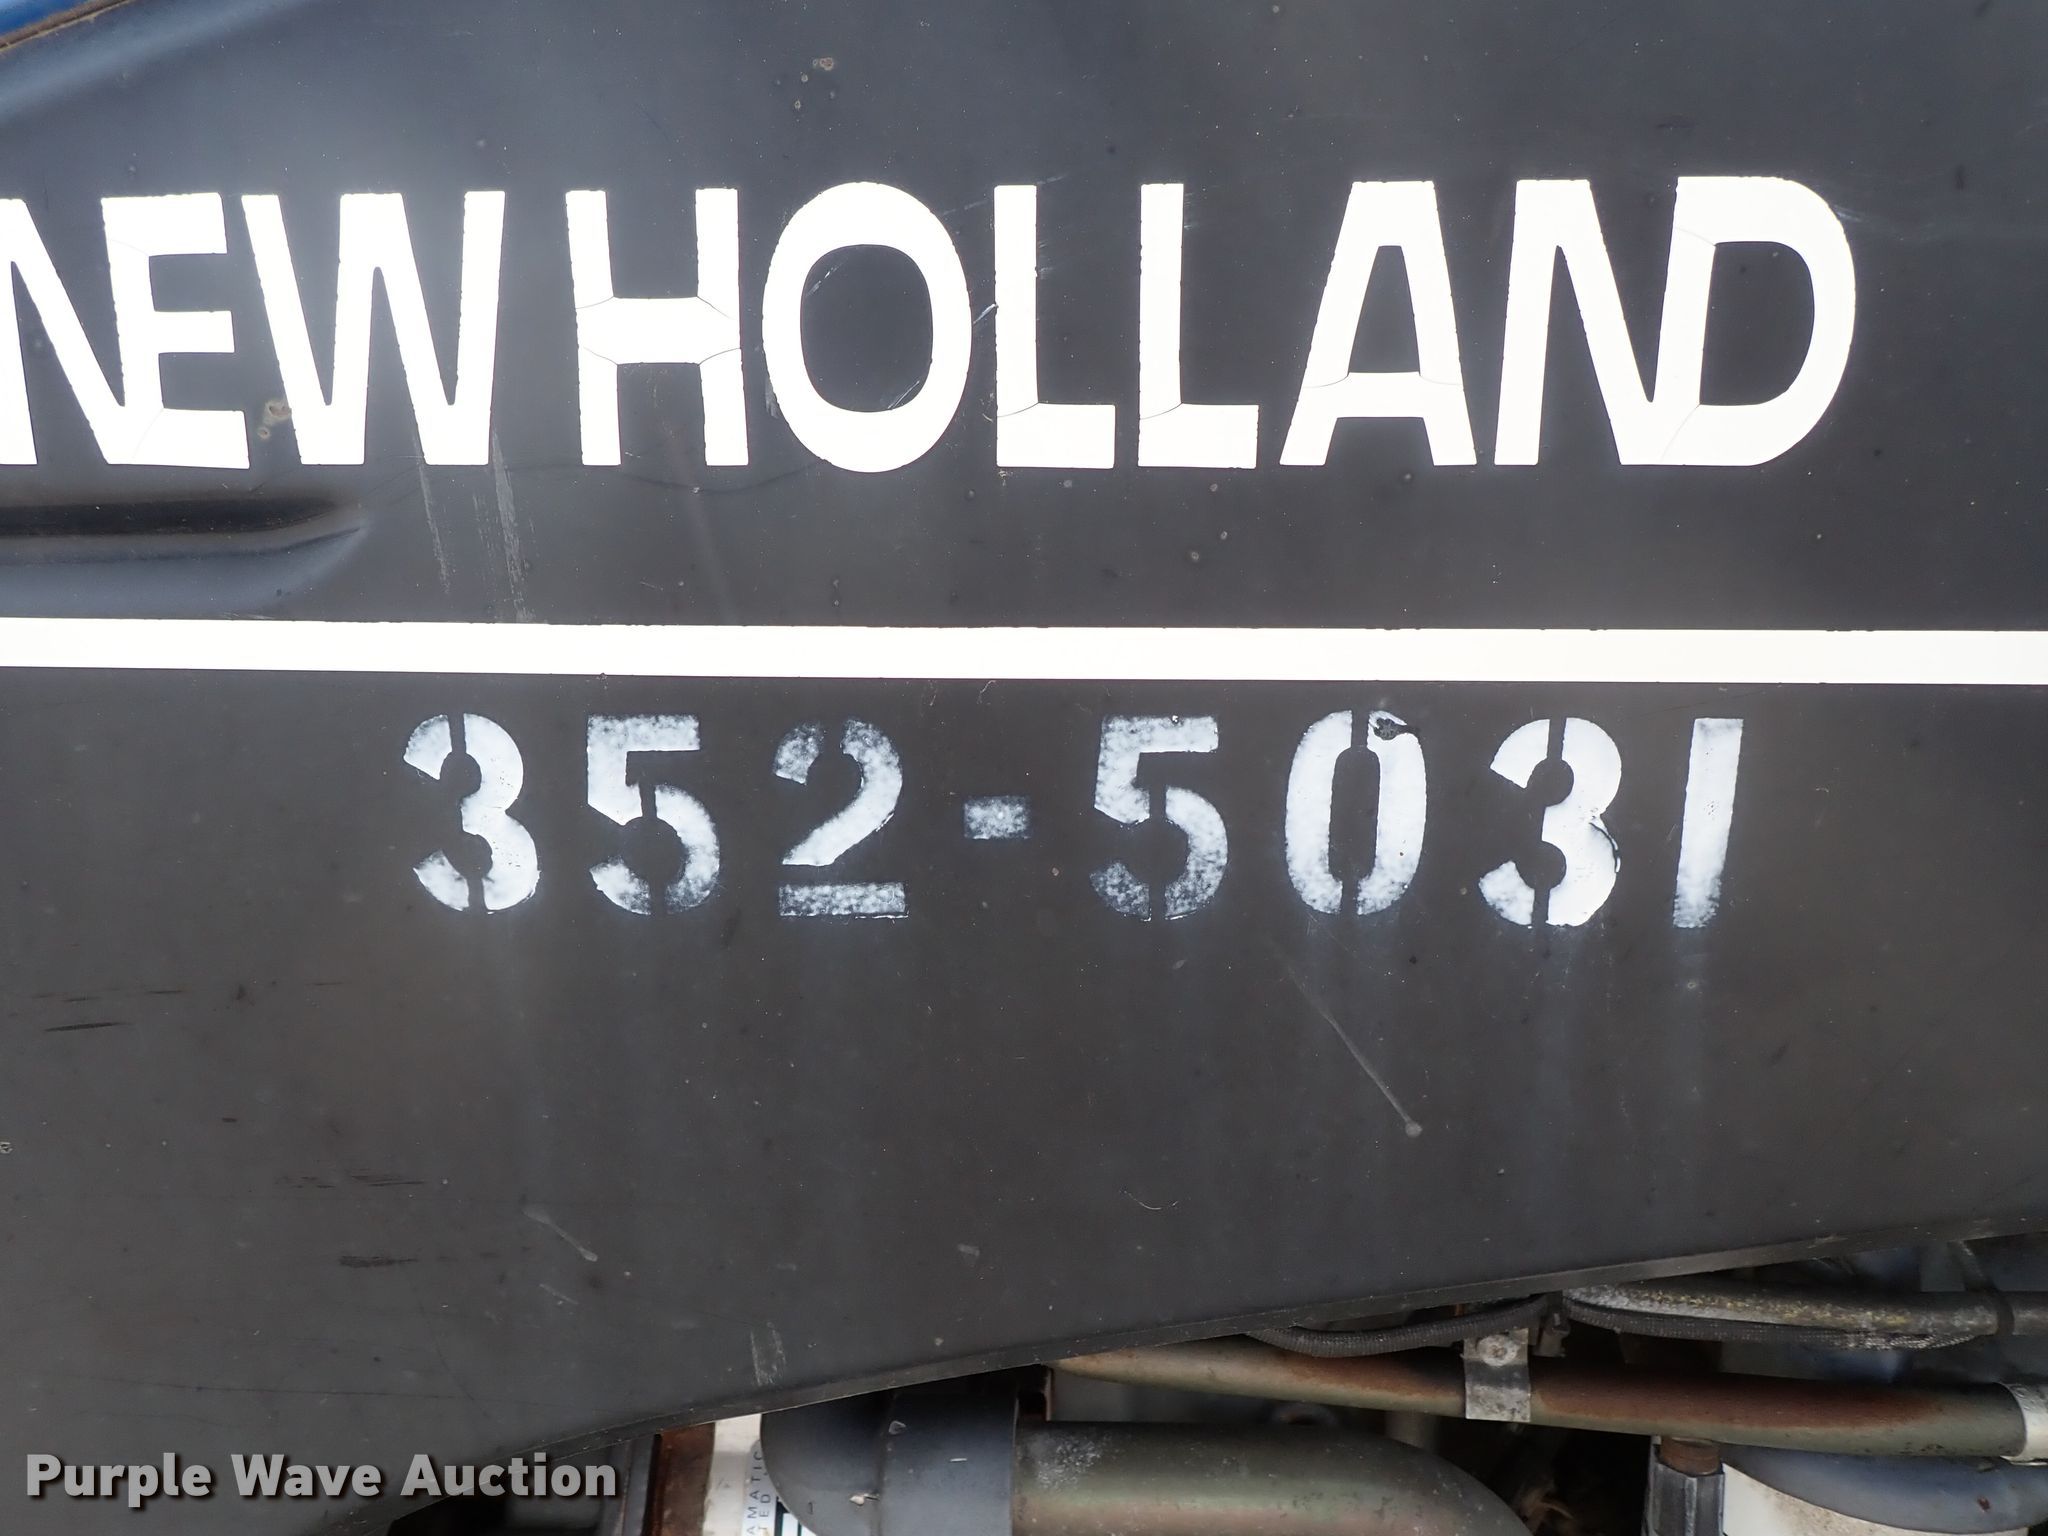 NEW HOLLAND
352-5031
Purple Wave Auction